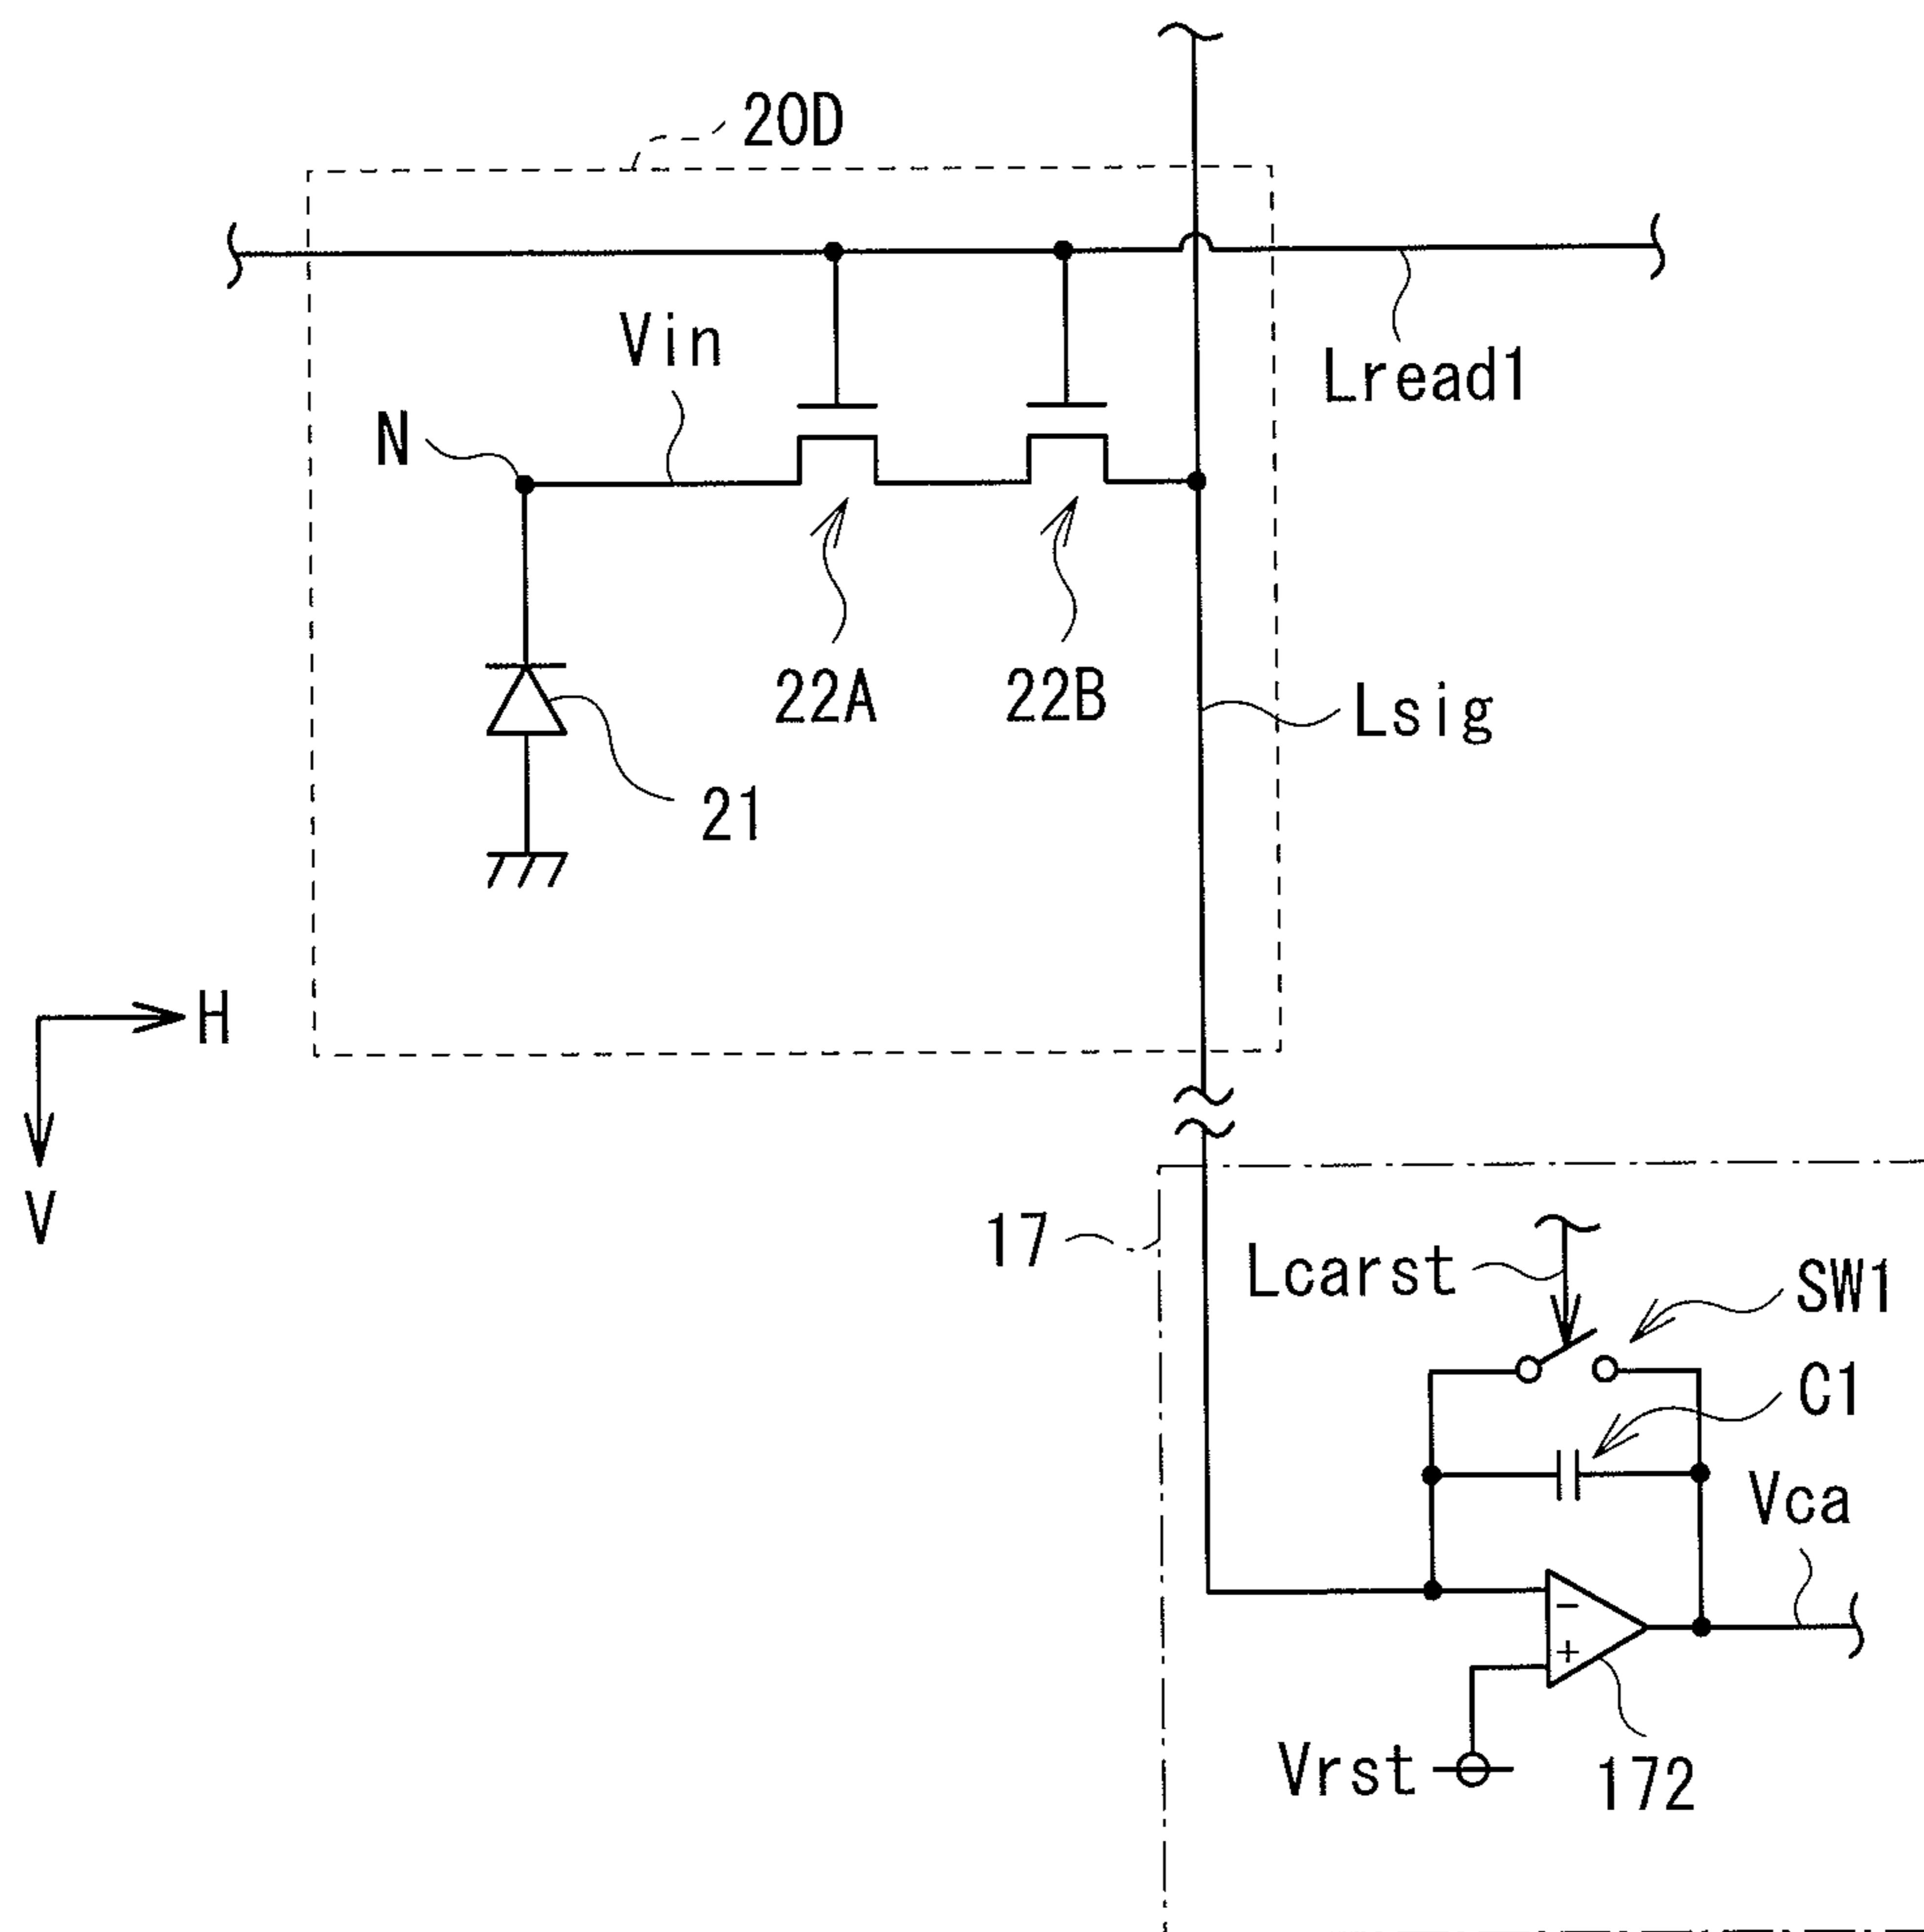 20D
Vin
Lread1
N
22A
22B
Lsig
21
H
V
17
Lcarst
SW1
C1
Vca
-
+
Vrst
172